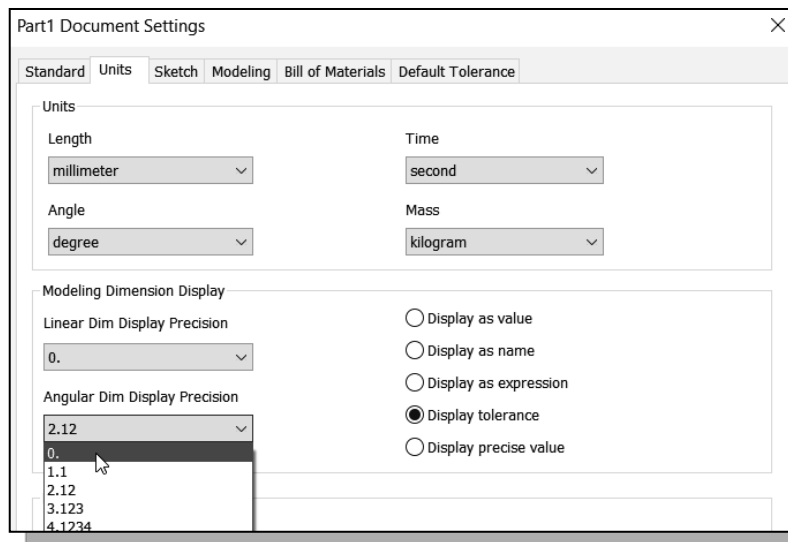 Part1 Document Settings
Standard Units Sketch Modeling Bill of Materials Default Tolerance
Units
Length Time
millimeter second
Angle Mass
degree kilogram
Modeling Dimension Display
Linear Dim Display Precision
0.
Angular Dim Display Precision
2.12
0.
1.1
2.12
3.123
4.1234
Display as value
Display as name
Display as expression
Display tolerance
Display precise value